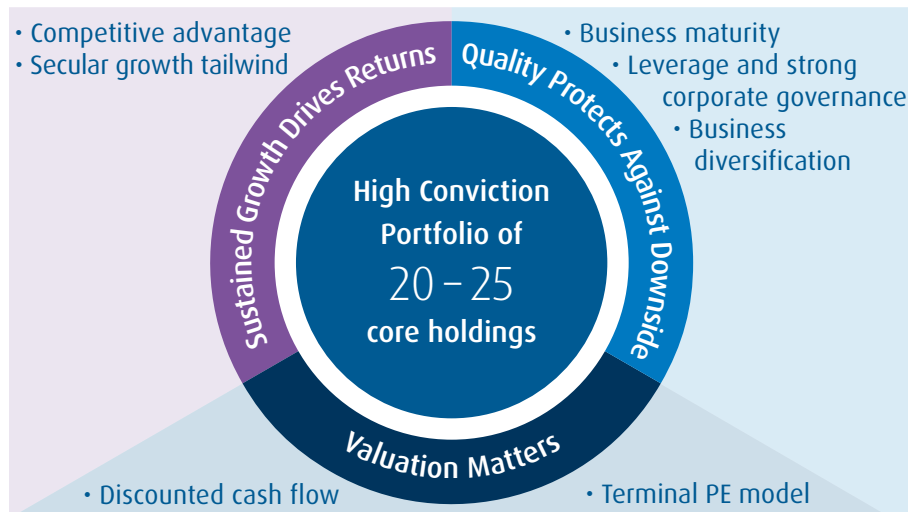 • Competitive advantage
• Secular growth tailwind
Sustained Growth Drives Returns
Quality Protects Against Downside
• Business maturity
• Leverage and strong
corporate governance
• Business
diversification
High Conviction
Portfolio of
20 – 25
core holdings
Valuation Matters
• Discounted cash flow
• Terminal PE model